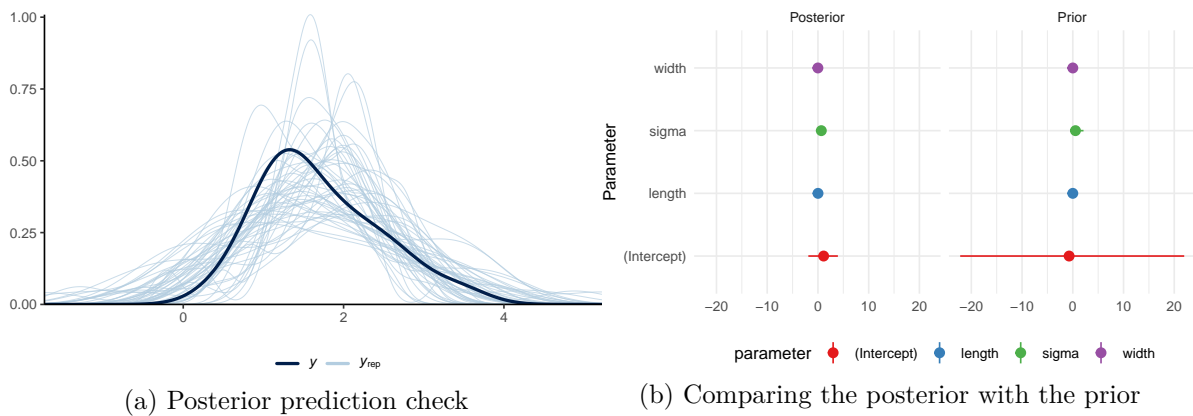 1.00
0.75
0.50
0.25
0.00
0 2 4
y yrep
(a) Posterior prediction check
Posterior Prior
Parameter
width
sigma
length
(Intercept)
−20 −10 0 10 20 −20 −10 0 10 20
parameter (Intercept) length sigma width
(b) Comparing the posterior with the prior